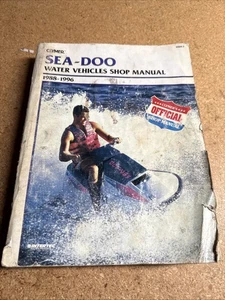 CLYMER
SEA-DOO
WATER VEHICLES SHOP MANUAL
1988-1996
OFFICIAL